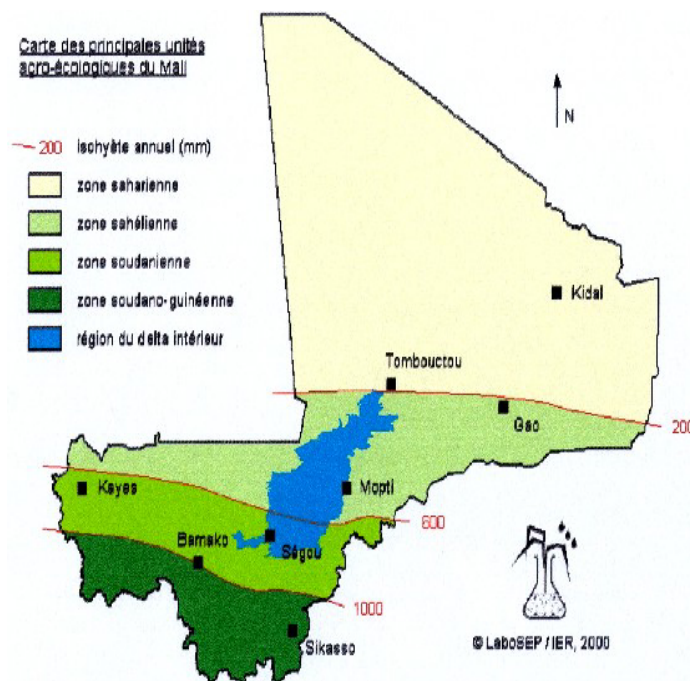 Carte des principales unités
agro-écologiques du Mali
N
200 isohyète annuel (mm)
zone saharienne
zone sahélienne
zone soudanienne
zone soudano-guinéenne
région du delta intérieur
Kidal
Tombouctou
Gao
200
Kayes
Mopti
600
Bamako
Ségou
1000
Sikasso
© LaboSEP / IER, 2000